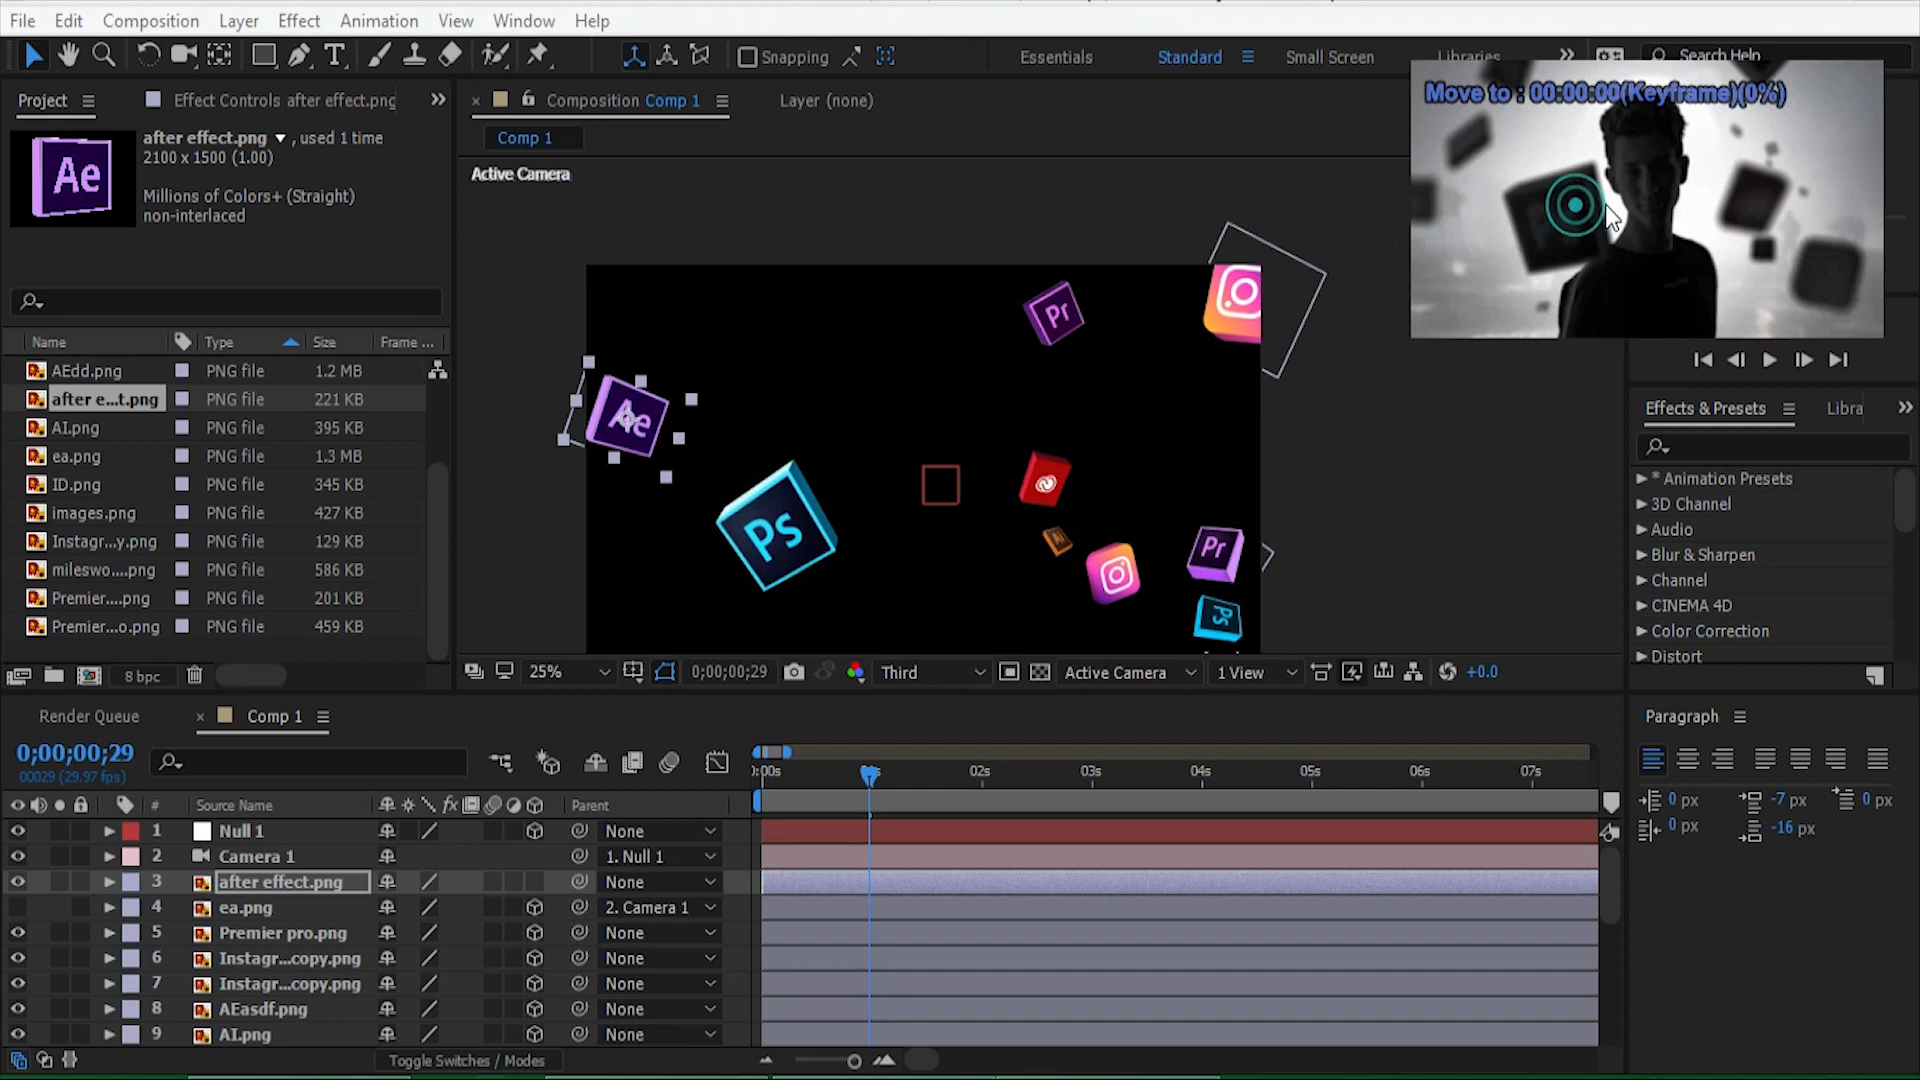 File Edit Composition Layer Effect Animation View Window Help
Snapping Essentials Standard Small Screen Libraries Search Help
Project Effect Controls after effect.png
Composition Comp 1 Layer (none)
Move to : 00:00:00(Keyframe)(0%)
after effect.png , used 1 time
2100 x 1500 (1.00)
Millions of Colors+ (Straight)
non-interlaced
Ae
Comp 1
Active Camera
Pr
Ae
Ps
Ai
Pr
Ps
Name Type Size Frame ...
AEdd.png PNG file 1.2 MB
after e...t.png PNG file 221 KB
AI.png PNG file 395 KB
ea.png PNG file 1.3 MB
ID.png PNG file 345 KB
images.png PNG file 427 KB
Instagr...y.png PNG file 129 KB
mileswo....png PNG file 586 KB
Premier....png PNG file 201 KB
Premier...o.png PNG file 459 KB
8 bpc
25% 0;00;00;29 Third Active Camera 1 View +0.0
Effects & Presets Libra
* Animation Presets
3D Channel
Audio
Blur & Sharpen
Channel
CINEMA 4D
Color Correction
Distort
Render Queue Comp 1
0;00;00;29
00029 (29.97 fps)
):00s 02s 03s 04s 05s 06s 07s
# Source Name fx Parent
1 Null 1 None
2 Camera 1 1. Null 1
3 after effect.png None
4 ea.png 2. Camera 1
5 Premier pro.png None
6 Instagr...copy.png None
7 Instagr...copy.png None
8 AEasdf.png None
9 AI.png None
Toggle Switches / Modes
Paragraph
0 px -7 px 0 px
0 px -16 px